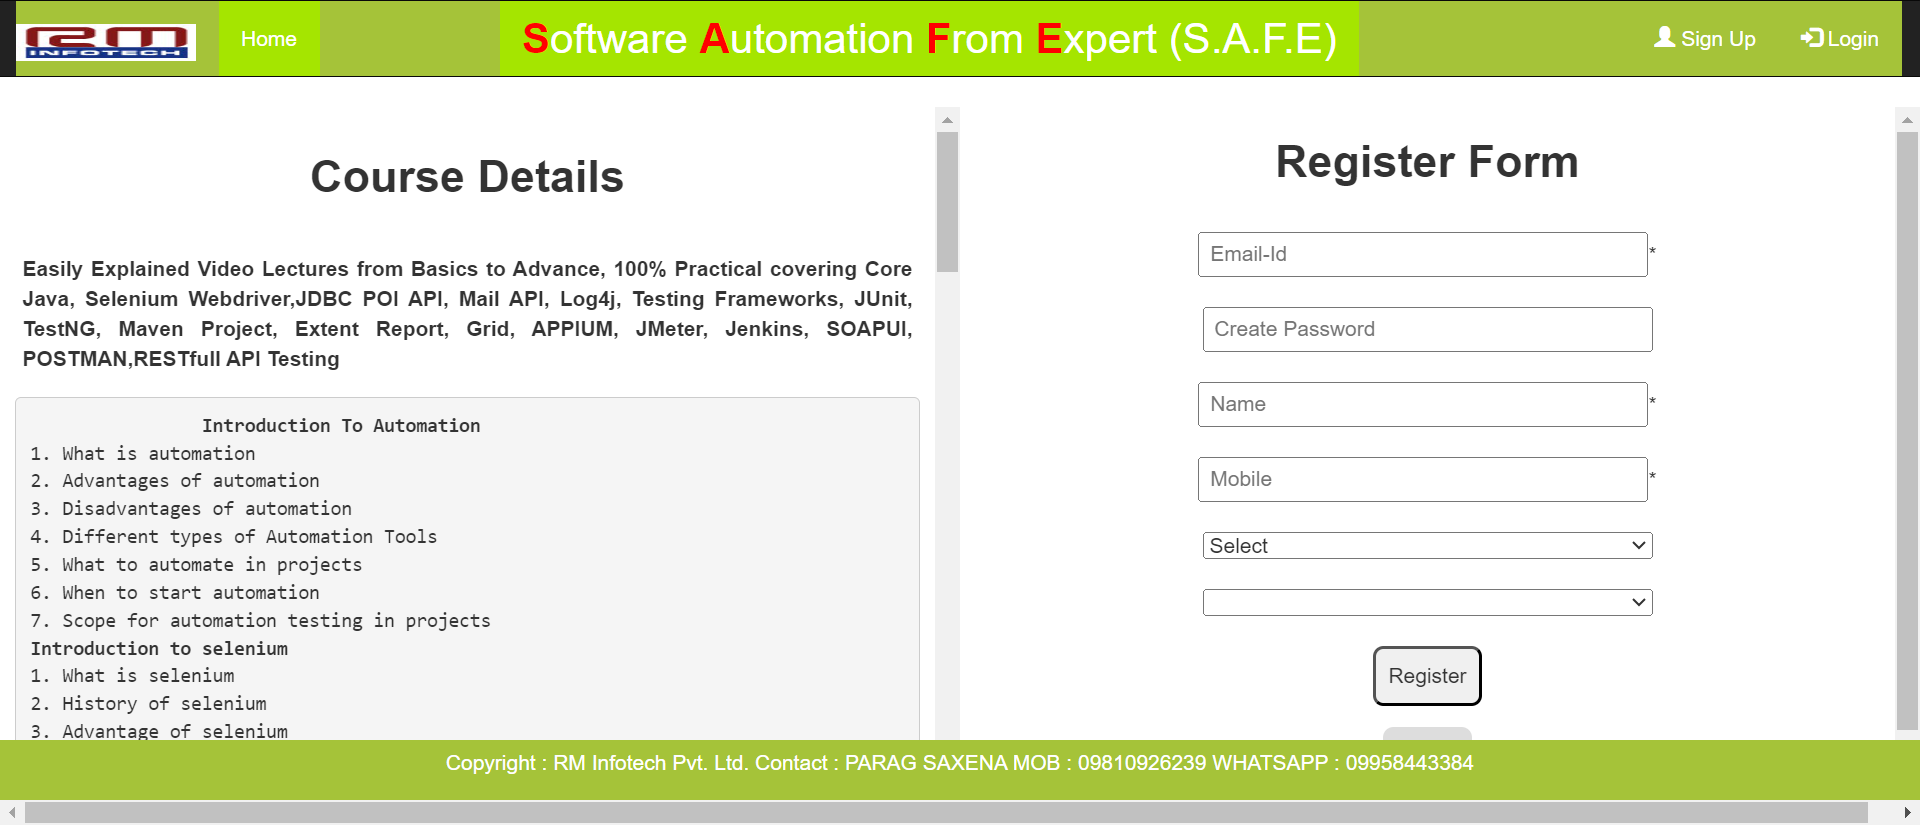 RM
INFOTECH
Home
Software Automation From Expert (S.A.F.E)
Sign Up
Login
Course Details
Easily Explained Video Lectures from Basics to Advance, 100% Practical covering Core
Java, Selenium Webdriver,JDBC POI API, Mail API, Log4j, Testing Frameworks, JUnit,
TestNG, Maven Project, Extent Report, Grid, APPIUM, JMeter, Jenkins, SOAPUI,
POSTMAN,RESTfull API Testing
Introduction To Automation
1. What is automation
2. Advantages of automation
3. Disadvantages of automation
4. Different types of Automation Tools
5. What to automate in projects
6. When to start automation
7. Scope for automation testing in projects
Introduction to selenium
1. What is selenium
2. History of selenium
3. Advantage of selenium
Register Form
Email-Id *
Create Password
Name *
Mobile *
Select
Register
Copyright : RM Infotech Pvt. Ltd. Contact : PARAG SAXENA MOB : 09810926239 WHATSAPP : 09958443384